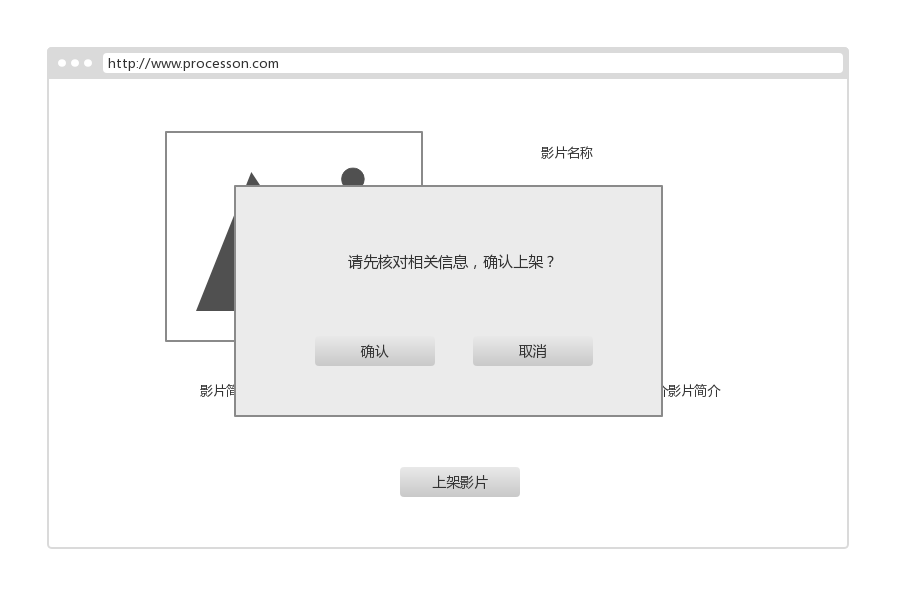 http://www.processon.com
影片名称
请先核对相关信息，确认上架？
确认
取消
影片简
影片简介
上架影片